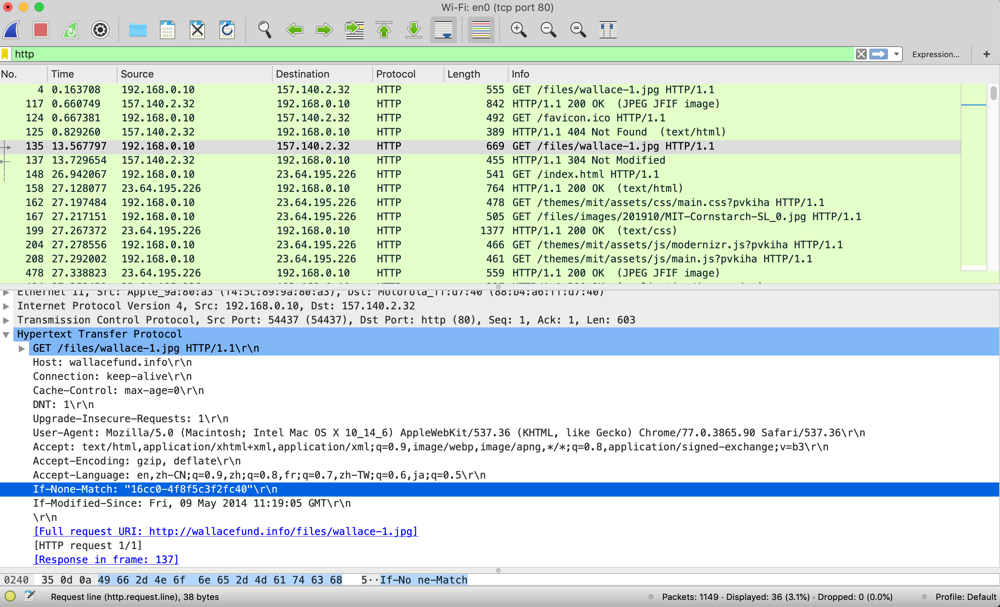 Wi-Fi: en0 (tcp port 80)
http
Expression...
+
No. Time Source Destination Protocol Length Info
4 0.163708 192.168.0.10 157.140.2.32 HTTP 555 GET /files/wallace-1.jpg HTTP/1.1
117 0.660749 157.140.2.32 192.168.0.10 HTTP 842 HTTP/1.1 200 OK (JPEG JFIF image)
124 0.667381 192.168.0.10 157.140.2.32 HTTP 492 GET /favicon.ico HTTP/1.1
125 0.829260 157.140.2.32 192.168.0.10 HTTP 389 HTTP/1.1 404 Not Found (text/html)
135 13.567797 192.168.0.10 157.140.2.32 HTTP 669 GET /files/wallace-1.jpg HTTP/1.1
137 13.729654 157.140.2.32 192.168.0.10 HTTP 455 HTTP/1.1 304 Not Modified
148 26.942067 192.168.0.10 23.64.195.226 HTTP 541 GET /index.html HTTP/1.1
158 27.128077 23.64.195.226 192.168.0.10 HTTP 764 HTTP/1.1 200 OK (text/html)
162 27.197484 192.168.0.10 23.64.195.226 HTTP 478 GET /themes/mit/assets/css/main.css?pvkiha HTTP/1.1
167 27.217151 192.168.0.10 23.64.195.226 HTTP 505 GET /files/images/201910/MIT-Cornstarch-SL_0.jpg HTTP/1.1
199 27.267372 23.64.195.226 192.168.0.10 HTTP 1377 HTTP/1.1 200 OK (text/css)
204 27.278556 192.168.0.10 23.64.195.226 HTTP 466 GET /themes/mit/assets/js/modernizr.js?pvkiha HTTP/1.1
208 27.292002 192.168.0.10 23.64.195.226 HTTP 461 GET /themes/mit/assets/js/main.js?pvkiha HTTP/1.1
478 27.338823 23.64.195.226 192.168.0.10 HTTP 559 HTTP/1.1 200 OK (JPEG JFIF image)
Ethernet II, Src: Apple_9a:80:a3 (f4:5c:89:9a:80:a3), Dst: Motorola_ff:d7:40 (88:b4:a6:ff:d7:40)
Internet Protocol Version 4, Src: 192.168.0.10, Dst: 157.140.2.32
Transmission Control Protocol, Src Port: 54437 (54437), Dst Port: http (80), Seq: 1, Ack: 1, Len: 603
Hypertext Transfer Protocol
GET /files/wallace-1.jpg HTTP/1.1\r\n
Host: wallacefund.info\r\n
Connection: keep-alive\r\n
Cache-Control: max-age=0\r\n
DNT: 1\r\n
Upgrade-Insecure-Requests: 1\r\n
User-Agent: Mozilla/5.0 (Macintosh; Intel Mac OS X 10_14_6) AppleWebKit/537.36 (KHTML, like Gecko) Chrome/77.0.3865.90 Safari/537.36\r\n
Accept: text/html,application/xhtml+xml,application/xml;q=0.9,image/webp,image/apng,*/*;q=0.8,application/signed-exchange;v=b3\r\n
Accept-Encoding: gzip, deflate\r\n
Accept-Language: en,zh-CN;q=0.9,zh;q=0.8,fr;q=0.7,zh-TW;q=0.6,ja;q=0.5\r\n
If-None-Match: "16cc0-4f8f5c3f2fc40"\r\n
If-Modified-Since: Fri, 09 May 2014 11:19:05 GMT\r\n
\r\n
[Full request URI: http://wallacefund.info/files/wallace-1.jpg]
[HTTP request 1/1]
[Response in frame: 137]
0240 35 0d 0a 49 66 2d 4e 6f 6e 65 2d 4d 61 74 63 68 5··If-No ne-Match
Request line (http.request.line), 38 bytes
Packets: 1149 · Displayed: 36 (3.1%) · Dropped: 0 (0.0%)
Profile: Default